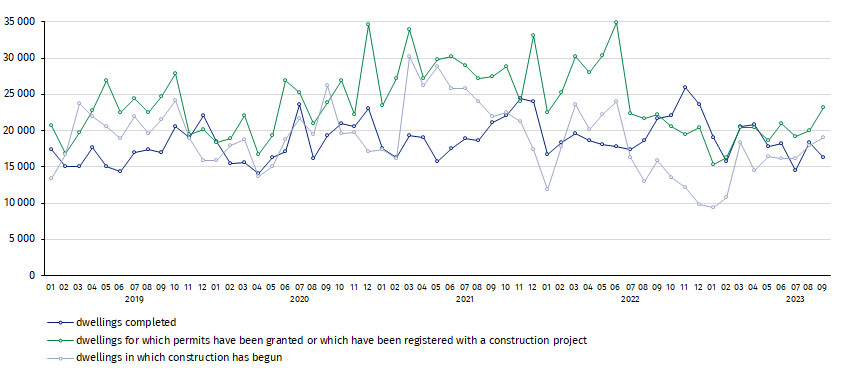 35 000
30 000
25 000
20 000
15 000
10 000
5 000
0
01 02 03 04 05 06 07 08 09 10 11 12 01 02 03 04 05 06 07 08 09 10 11 12 01 02 03 04 05 06 07 08 09 10 11 12 01 02 03 04 05 06 07 08 09 10 11 12 01 02 03 04 05 06 07 08 09
2019 2020 2021 2022 2023
dwellings completed
dwellings for which permits have been granted or which have been registered with a construction project
dwellings in which construction has begun